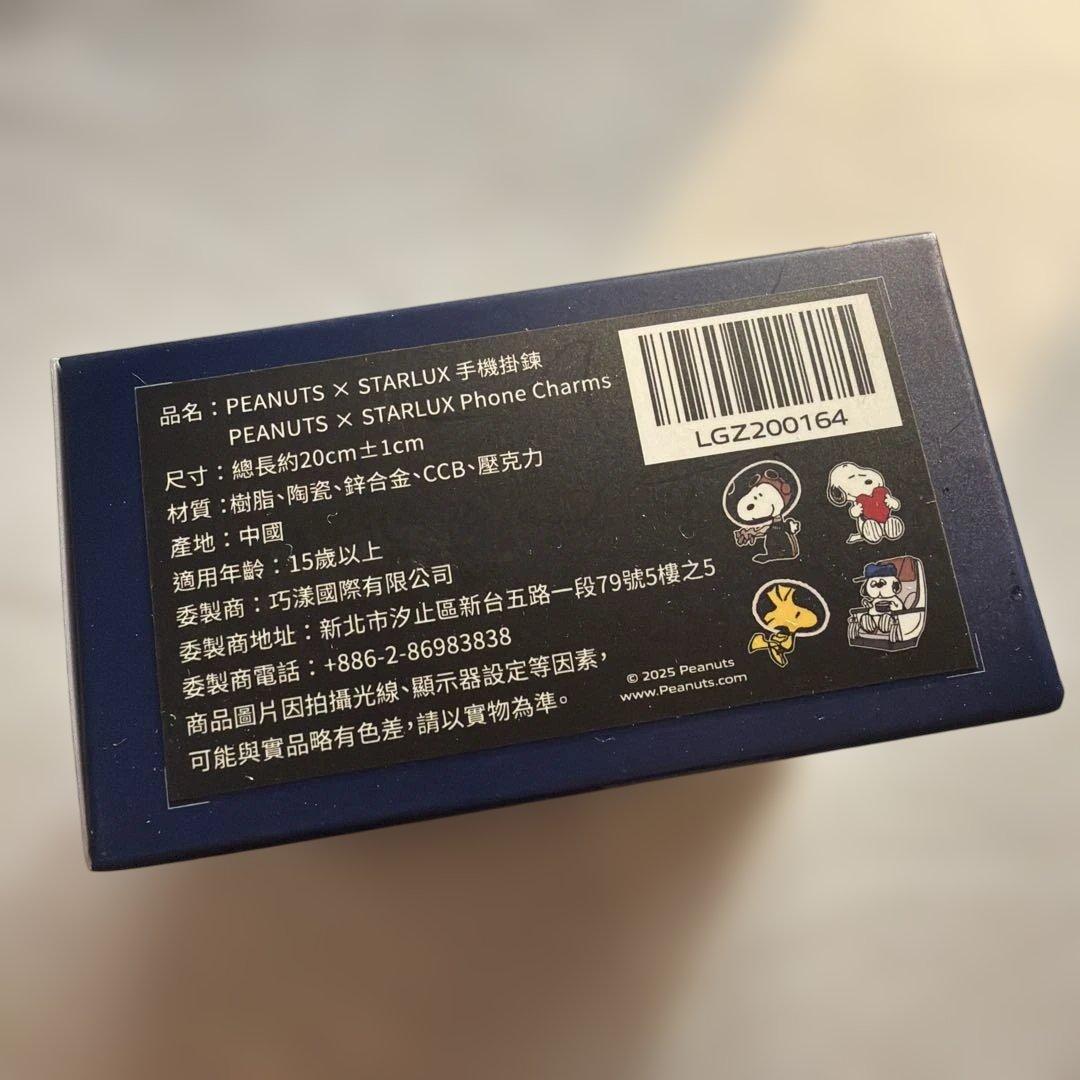 品名：PEANUTS × STARLUX 手機掛鍊
PEANUTS × STARLUX Phone Charms
尺寸：總長約20cm±1cm
材質：樹脂、陶瓷、鋅合金、CCB、壓克力
產地：中國
適用年齡：15歲以上
委製商：巧漾國際有限公司
委製商地址：新北市汐止區新台五路一段79號5樓之5
委製商電話：+886-2-86983838
商品圖片因拍攝光線、顯示器設定等因素，
可能與實品略有色差，請以實物為準。
LGZ200164
© 2025 Peanuts
www.Peanuts.com